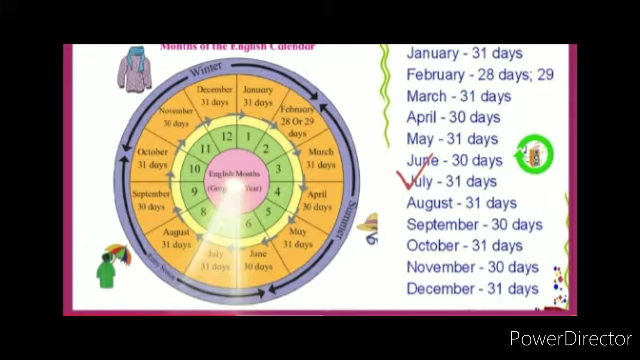 Months of the English Calendar
Winter
December
31 days
January
31 days
November
30 days
February
28 Or 29
days
October
31 days
March
31 days
September
30 days
April
30 days
August
31 days
May
31 days
July
31 days
June
30 days
12
1
11
2
10
3
9
4
8
5
6
English Months
Year)
Summer
Rainy Season
January - 31 days
February - 28 days; 29
March - 31 days
April - 30 days
May - 31 days
June - 30 days
July - 31 days
August - 31 days
September - 30 days
October - 31 days
November - 30 days
December - 31 days
PowerDirector